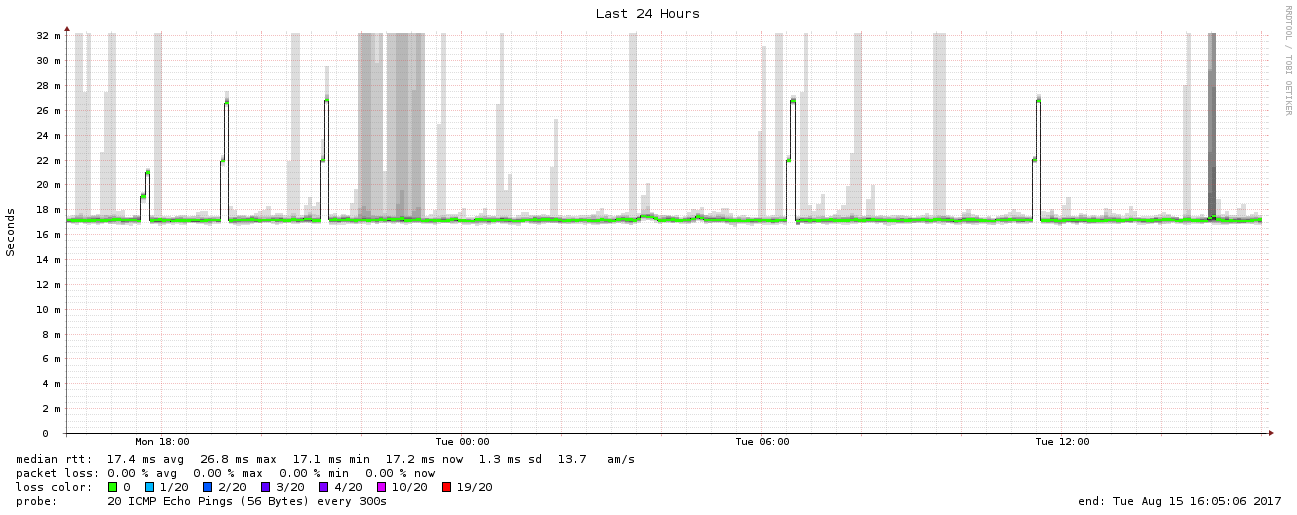 Last 24 Hours
RRDTOOL / TOBI OETIKER
Seconds
32 m
30 m
28 m
26 m
24 m
22 m
20 m
18 m
16 m
14 m
12 m
10 m
8 m
6 m
4 m
2 m
0
Mon 18:00 Tue 00:00 Tue 06:00 Tue 12:00
median rtt: 17.4 ms avg 26.8 ms max 17.1 ms min 17.2 ms now 1.3 ms sd 13.7 am/s
packet loss: 0.00 % avg 0.00 % max 0.00 % min 0.00 % now
loss color: 0 1/20 2/20 3/20 4/20 10/20 19/20
probe: 20 ICMP Echo Pings (56 Bytes) every 300s end: Tue Aug 15 16:05:06 2017